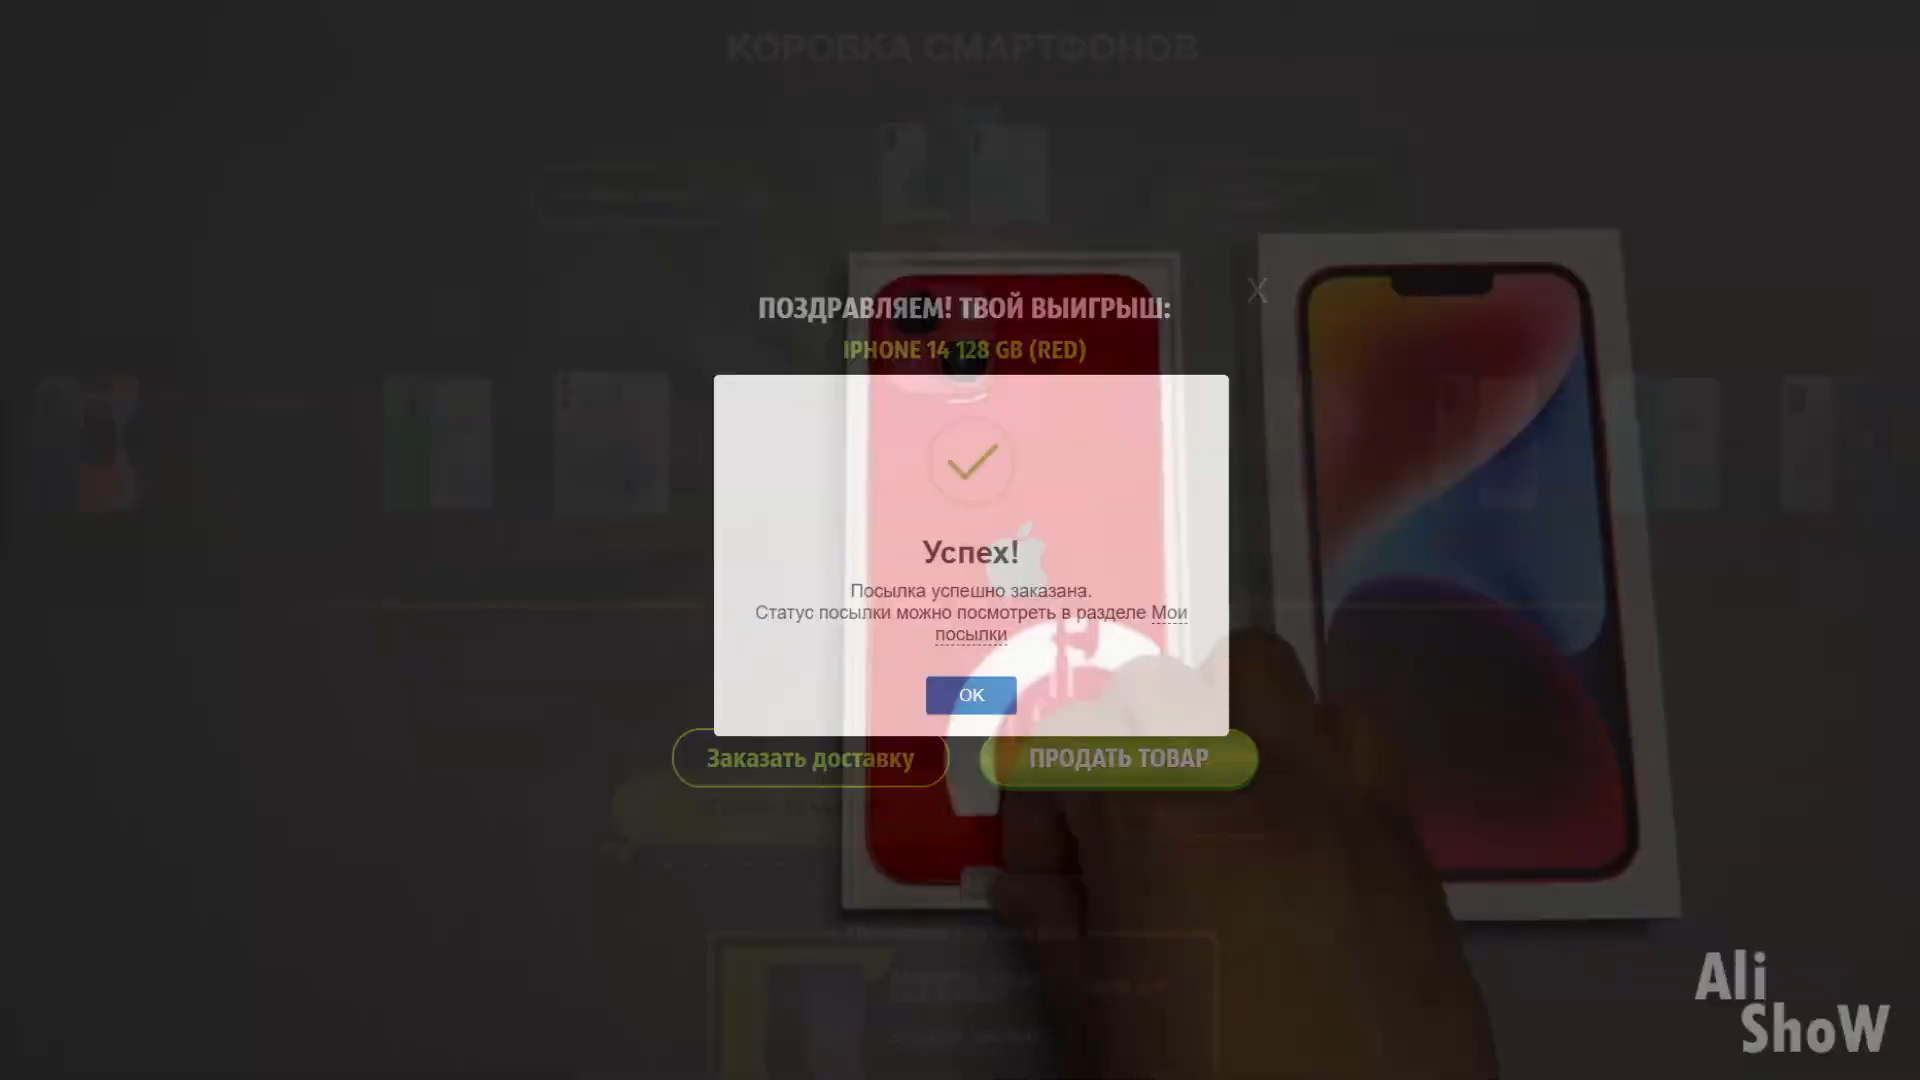 КОРОБКА СМАРТФОНОВ
X
ПОЗДРАВЛЯЕМ! ТВОЙ ВЫИГРЫШ:
IPHONE 14 128 GB (RED)
Успех!
Посылка успешно заказана.
Статус посылки можно посмотреть в разделе Мои
посылки
OK
Заказать доставку
ПРОДАТЬ ТОВАР
Ali
ShoW